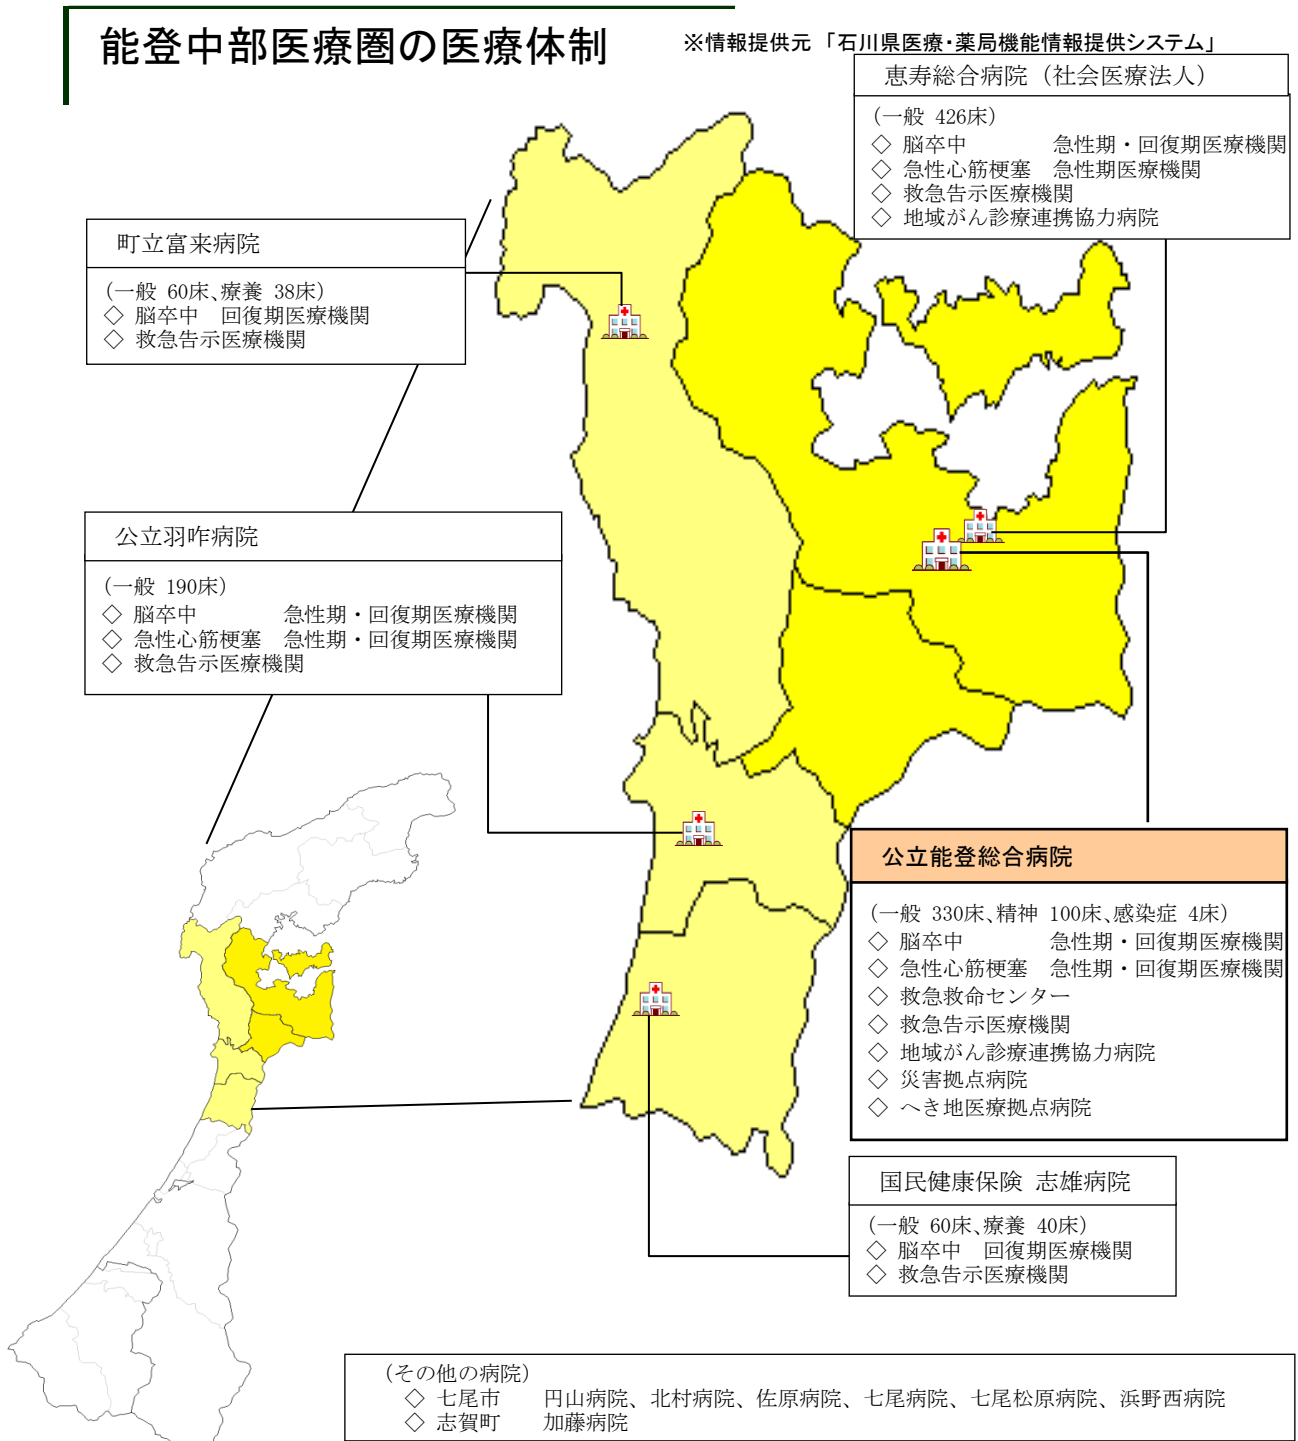 能登中部医療圏の医療体制
※情報提供元 「石川県医療・薬局機能情報提供システム」
恵寿総合病院 （社会医療法人）
（一般 426床）
◇ 脳卒中 急性期・回復期医療機関
◇ 急性心筋梗塞 急性期医療機関
◇ 救急告示医療機関
◇ 地域がん診療連携協力病院
町立富来病院
（一般 60床、療養 38床）
◇ 脳卒中 回復期医療機関
◇ 救急告示医療機関
公立羽咋病院
（一般 190床）
◇ 脳卒中 急性期・回復期医療機関
◇ 急性心筋梗塞 急性期・回復期医療機関
◇ 救急告示医療機関
公立能登総合病院
（一般 330床、精神 100床、感染症 4床）
◇ 脳卒中 急性期・回復期医療機関
◇ 急性心筋梗塞 急性期・回復期医療機関
◇ 救急救命センター
◇ 救急告示医療機関
◇ 地域がん診療連携協力病院
◇ 災害拠点病院
◇ へき地医療拠点病院
国民健康保険 志雄病院
（一般 60床、療養 40床）
◇ 脳卒中 回復期医療機関
◇ 救急告示医療機関
（その他の病院）
◇ 七尾市 円山病院、北村病院、佐原病院、七尾病院、七尾松原病院、浜野西病院
◇ 志賀町 加藤病院